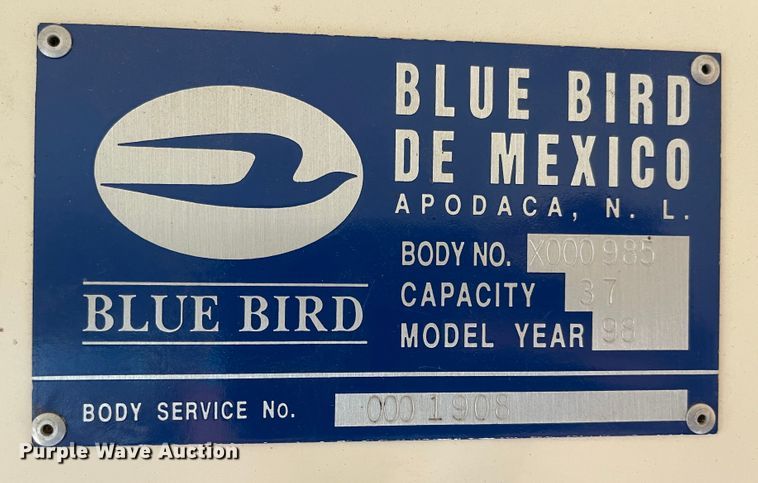 BLUE BIRD
DE MEXICO
APODACA, N. L.
BODY NO. X000985
CAPACITY 37
MODEL YEAR 98
BLUE BIRD
BODY SERVICE No. 0001908
Purple Wave Auction